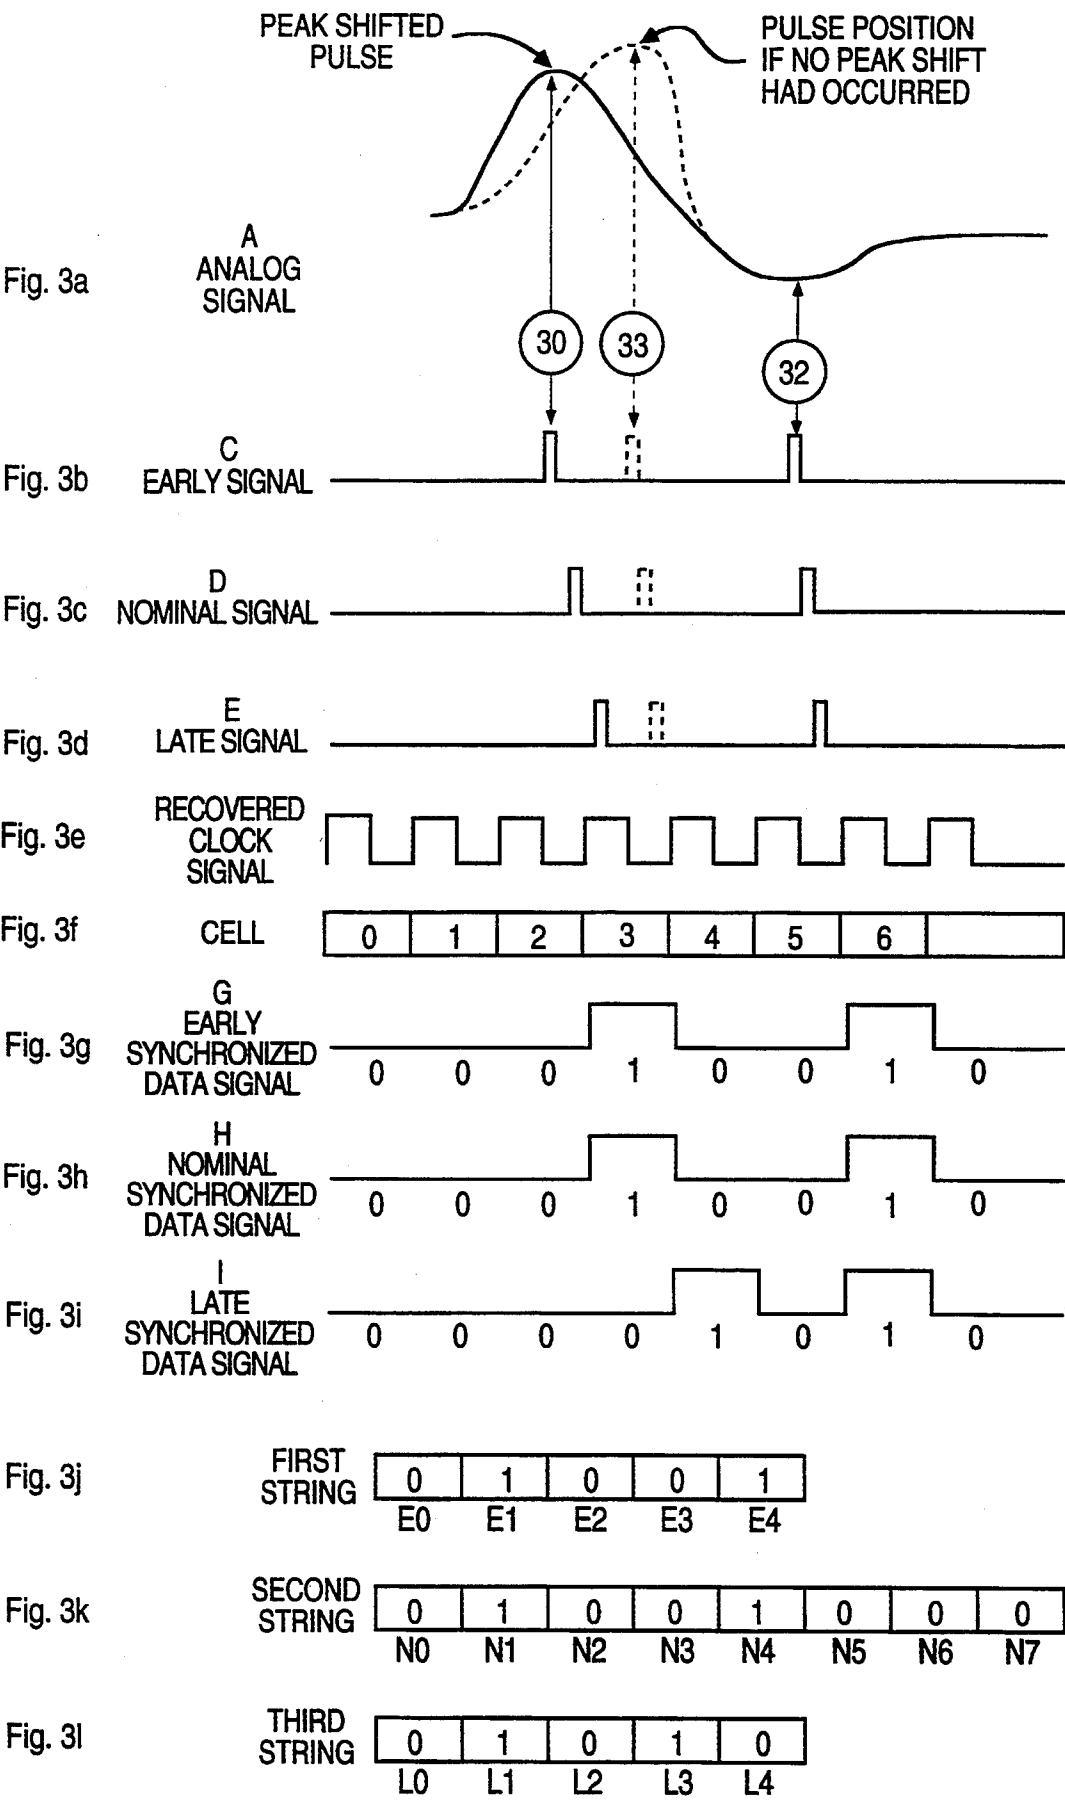 PEAK SHIFTED
PULSE
PULSE POSITION
IF NO PEAK SHIFT
HAD OCCURRED
Fig. 3a
A
ANALOG
SIGNAL
30
33
32
Fig. 3b
C
EARLY SIGNAL
Fig. 3c
D
NOMINAL SIGNAL
Fig. 3d
E
LATE SIGNAL
Fig. 3e
RECOVERED
CLOCK
SIGNAL
Fig. 3f
CELL
0 1 2 3 4 5 6
Fig. 3g
G
EARLY
SYNCHRONIZED
DATA SIGNAL
0 0 0 1 0 0 1 0
Fig. 3h
H
NOMINAL
SYNCHRONIZED
DATA SIGNAL
0 0 0 1 0 0 1 0
Fig. 3i
I
LATE
SYNCHRONIZED
DATA SIGNAL
0 0 0 0 1 0 1 0
Fig. 3j
FIRST
STRING
0 1 0 0 1
E0 E1 E2 E3 E4
Fig. 3k
SECOND
STRING
0 1 0 0 1 0 0 0
N0 N1 N2 N3 N4 N5 N6 N7
Fig. 3l
THIRD
STRING
0 1 0 1 0
L0 L1 L2 L3 L4